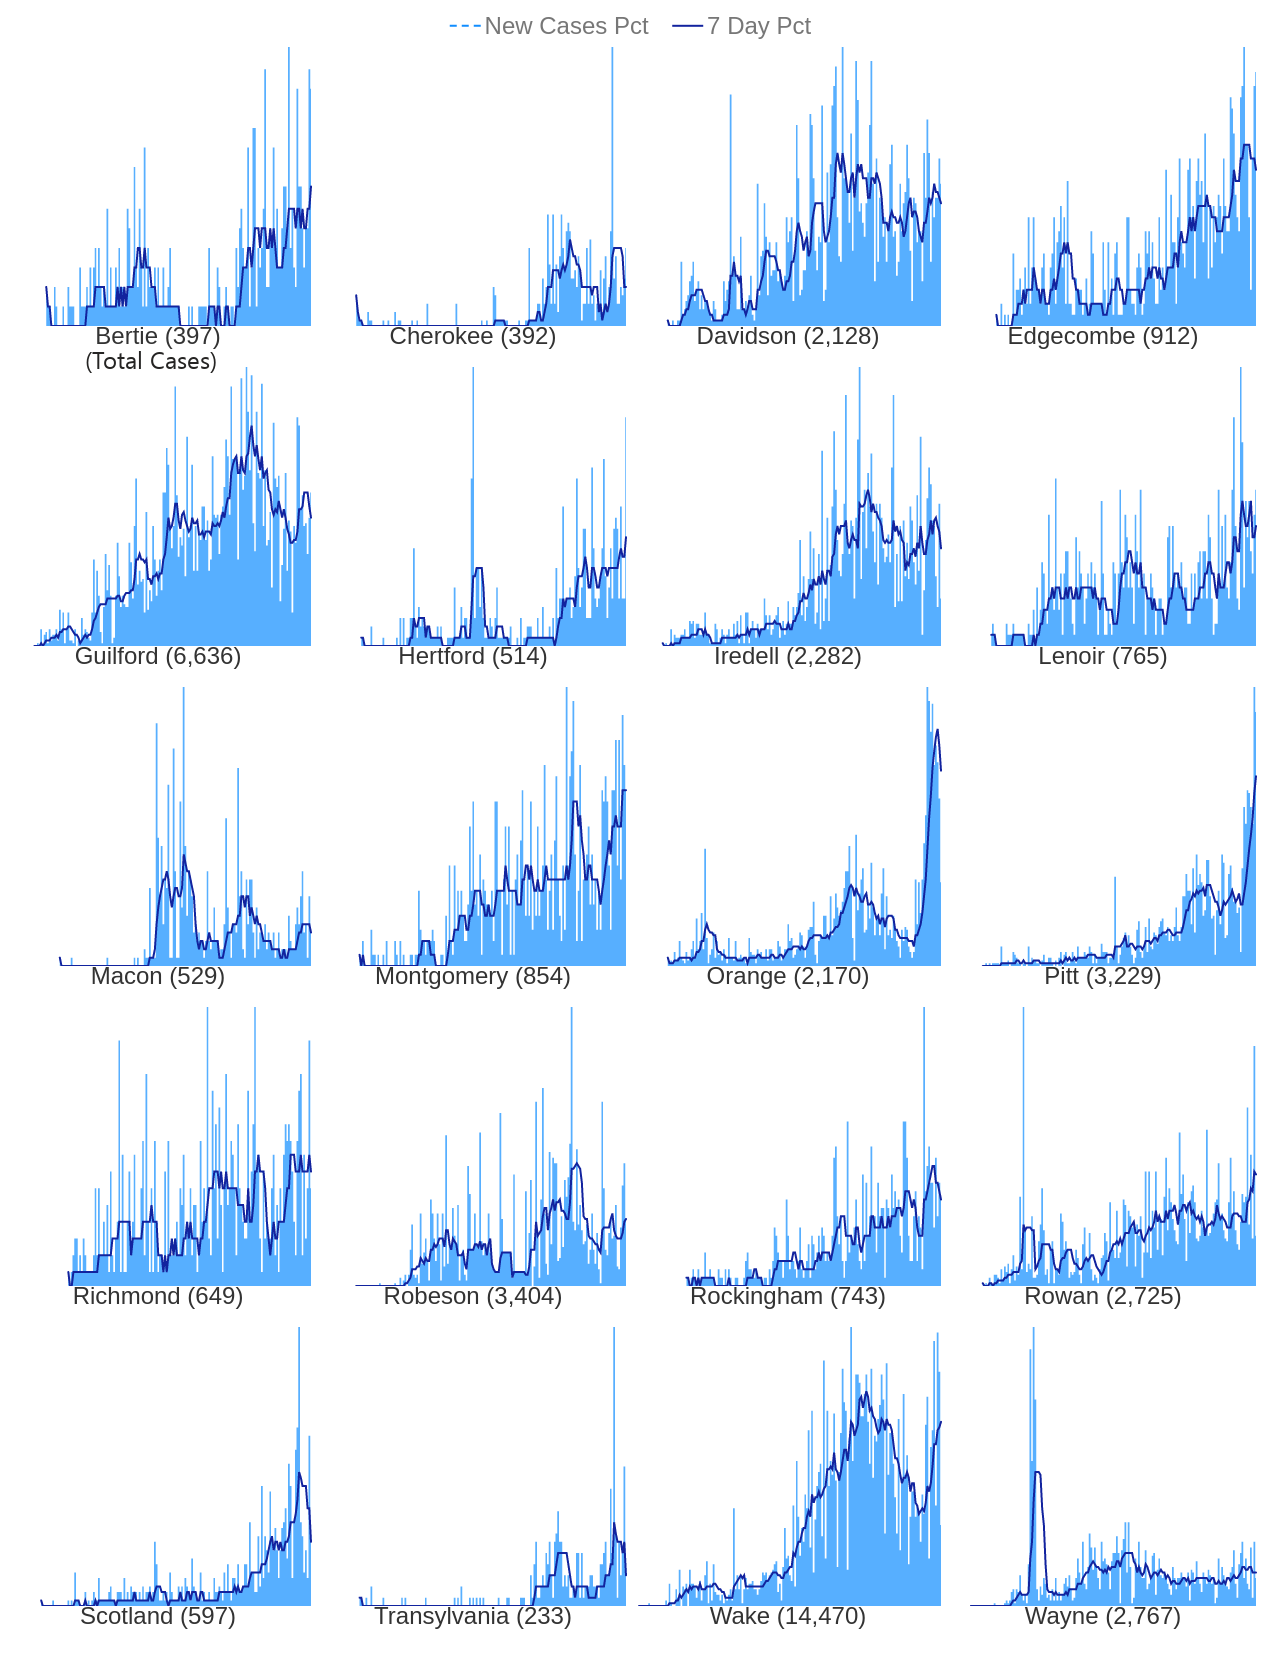 New Cases Pct 7 Day Pct
Bertie (397) Cherokee (392) Davidson (2,128) Edgecombe (912)
(Total Cases)
Guilford (6,636) Hertford (514) Iredell (2,282) Lenoir (765)
Macon (529) Montgomery (854) Orange (2,170) Pitt (3,229)
Richmond (649) Robeson (3,404) Rockingham (743) Rowan (2,725)
Scotland (597) Transylvania (233) Wake (14,470) Wayne (2,767)